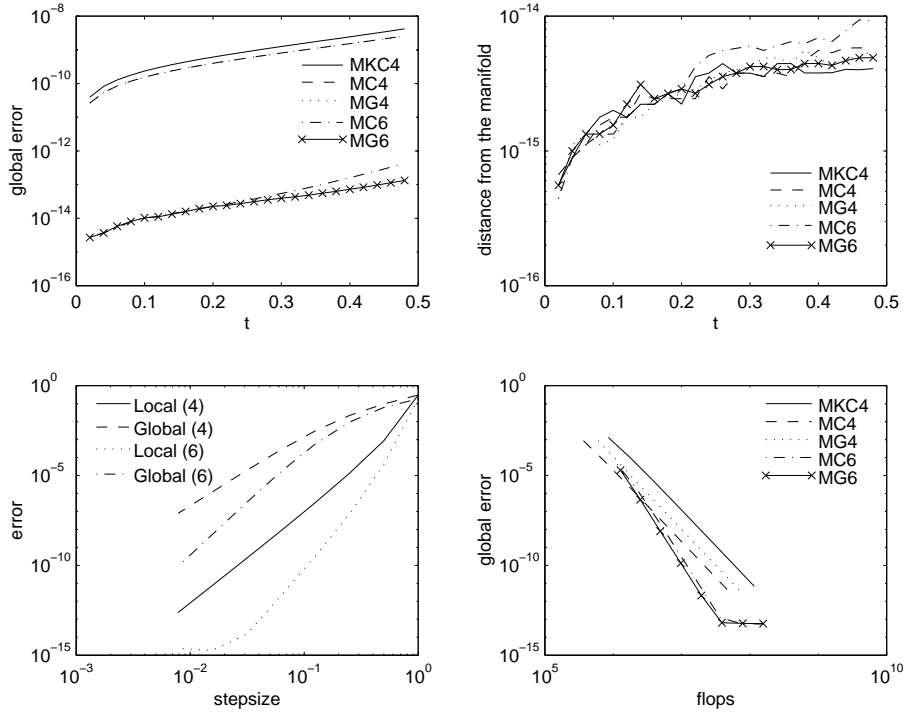 10^-8
10^-10
10^-12
10^-14
10^-16
global error
MKC4
MC4
MG4
MC6
MG6
0 0.1 0.2 0.3 0.4 0.5
t
10^-14
10^-15
10^-16
distance from the manifold
MKC4
MC4
MG4
MC6
MG6
0 0.1 0.2 0.3 0.4 0.5
t
10^0
10^-5
10^-10
10^-15
error
Local (4)
Global (4)
Local (6)
Global (6)
10^-3 10^-2 10^-1 10^0
stepsize
10^0
10^-5
10^-10
10^-15
global error
MKC4
MC4
MG4
MC6
MG6
10^5 10^10
flops